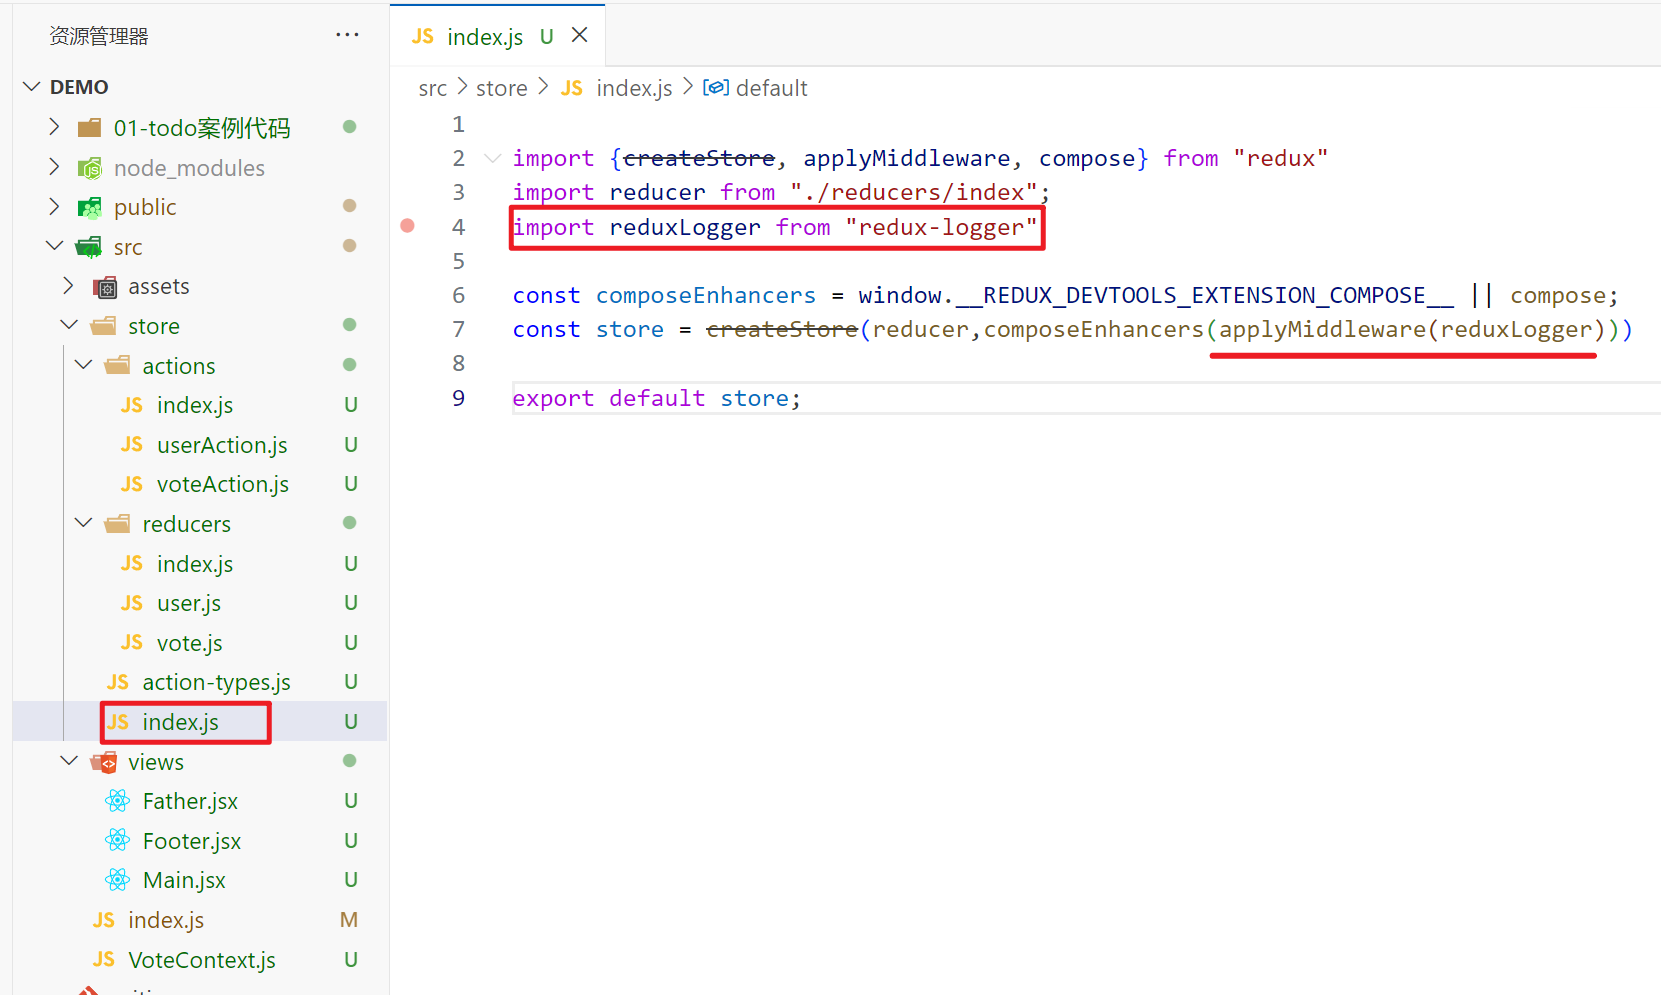 资源管理器
···
DEMO
01-todo案例代码
node_modules
public
src
assets
store
actions
JS index.js U
JS userAction.js U
JS voteAction.js U
reducers
JS index.js U
JS user.js U
JS vote.js U
JS action-types.js U
JS index.js U
views
Father.jsx U
Footer.jsx U
Main.jsx U
JS index.js M
JS VoteContext.js U
JS index.js U
src > store > JS index.js > default
1
2 import {createStore, applyMiddleware, compose} from "redux"
3 import reducer from "./reducers/index";
4 import reduxLogger from "redux-logger"
5
6 const composeEnhancers = window.__REDUX_DEVTOOLS_EXTENSION_COMPOSE__ || compose;
7 const store = createStore(reducer,composeEnhancers(applyMiddleware(reduxLogger)))
8
9 export default store;